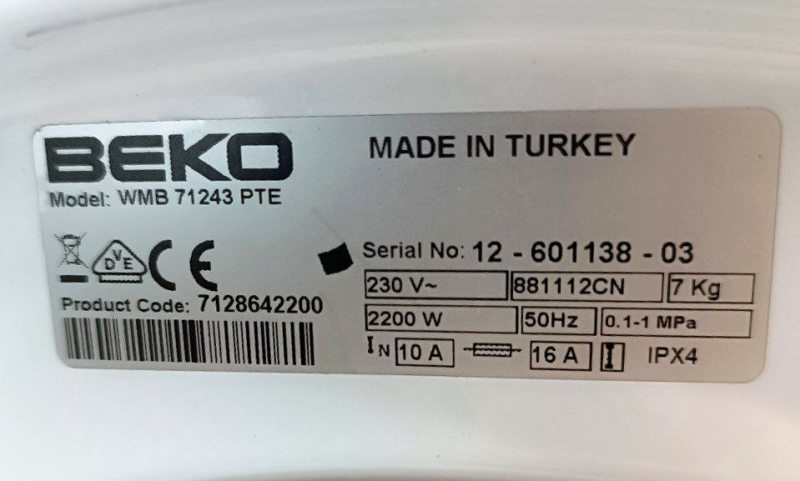 BEKO
MADE IN TURKEY
Model: WMB 71243 PTE
DVE CE
Serial No: 12 - 601138 - 03
230 V~ 881112CN 7 Kg
Product Code: 7128642200
2200 W 50Hz 0.1-1 MPa
IN 10 A 16 A I IPX4